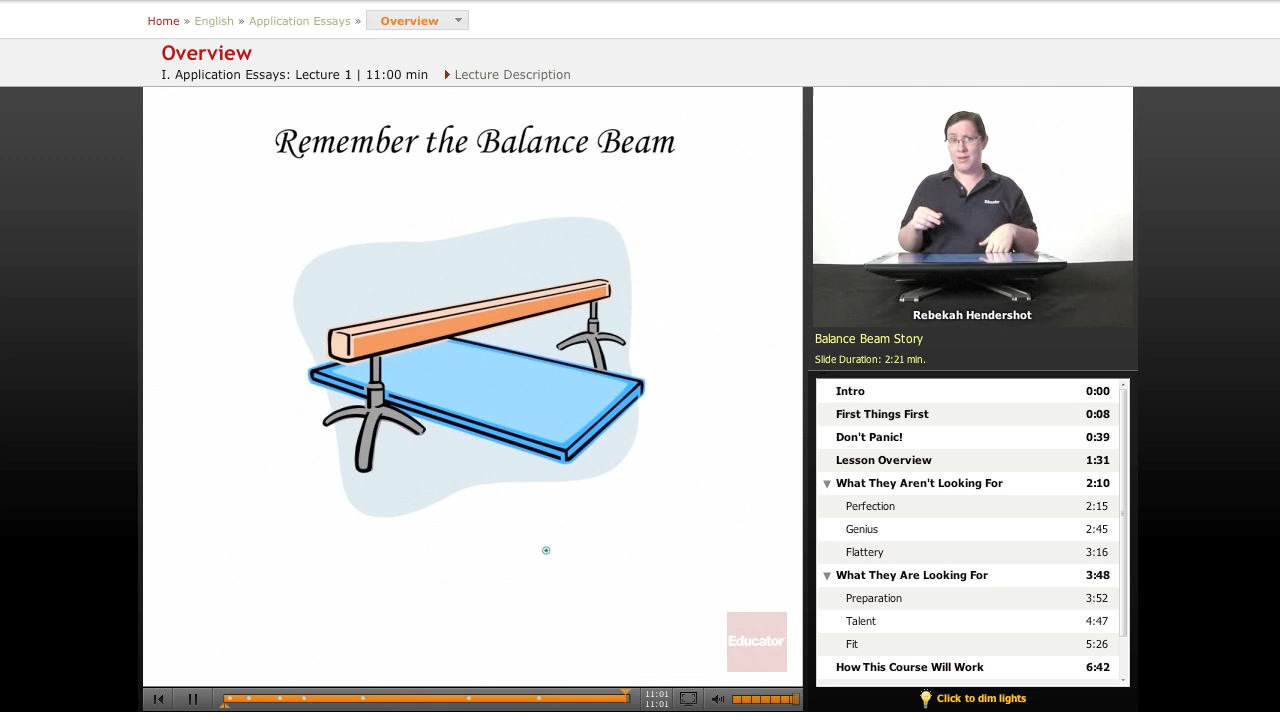 Home » English » Application Essays » Overview
Overview
I. Application Essays: Lecture 1 | 11:00 min Lecture Description
Remember the Balance Beam
Educator
Rebekah Hendershot
Balance Beam Story
Slide Duration: 2:21 min.
Intro 0:00
First Things First 0:08
Don't Panic! 0:39
Lesson Overview 1:31
What They Aren't Looking For 2:10
Perfection 2:15
Genius 2:45
Flattery 3:16
What They Are Looking For 3:48
Preparation 3:52
Talent 4:47
Fit 5:26
How This Course Will Work 6:42
11:01
11:01
Click to dim lights